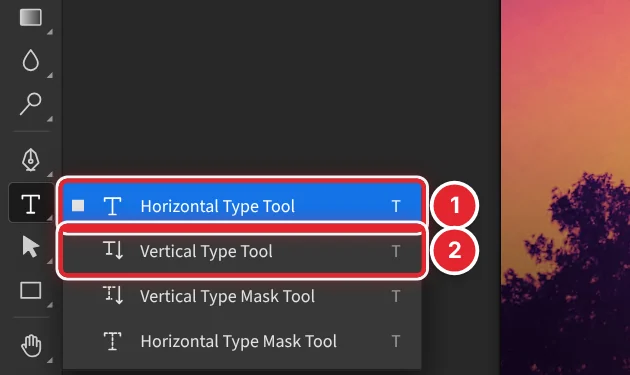 Horizontal Type Tool T 1
Vertical Type Tool T 2
Vertical Type Mask Tool T
Horizontal Type Mask Tool T